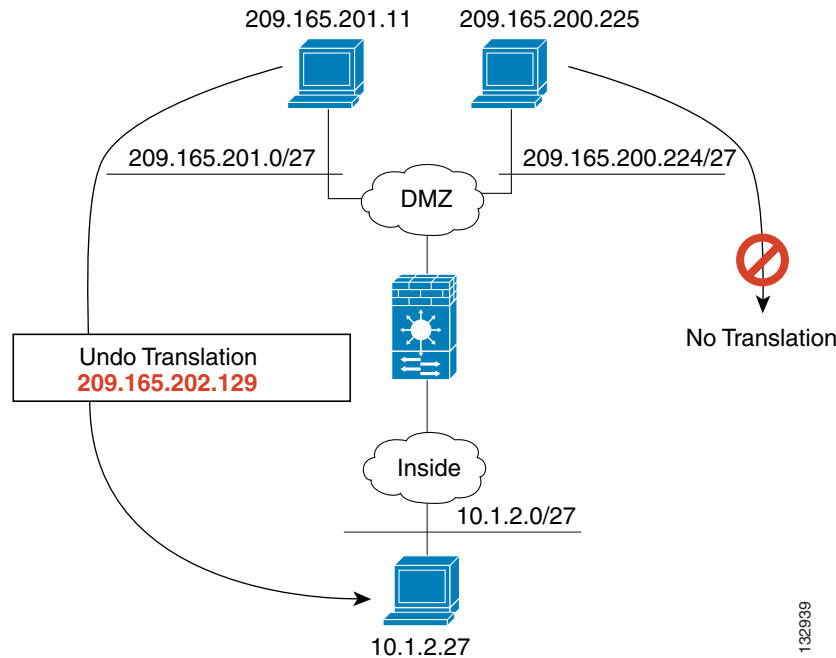 209.165.201.11
209.165.200.225
209.165.201.0/27
209.165.200.224/27
DMZ
No Translation
Undo Translation
209.165.202.129
Inside
10.1.2.0/27
10.1.2.27
132939